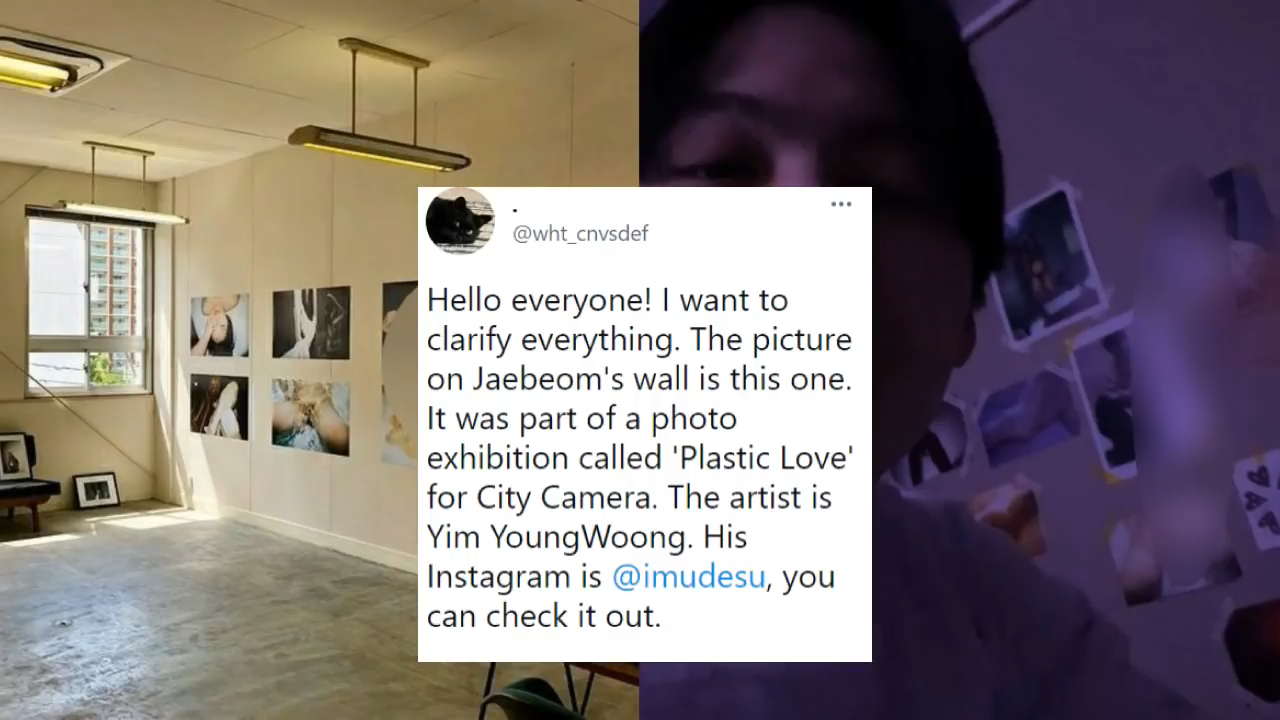 .
@wht_cnvsdef
Hello everyone! I want to
clarify everything. The picture
on Jaebeom's wall is this one.
It was part of a photo
exhibition called 'Plastic Love'
for City Camera. The artist is
Yim YoungWoong. His
Instagram is @imudesu, you
can check it out.